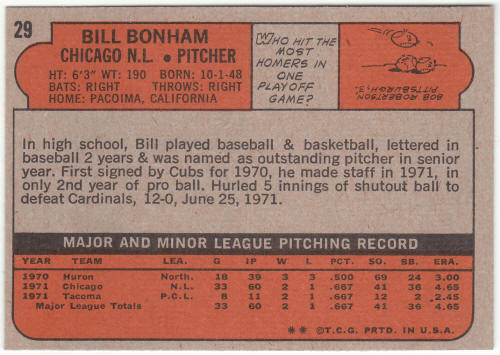 29
BILL BONHAM
CHICAGO N.L. • PITCHER
HT: 6'3" WT: 190 BORN: 10-1-48
BATS: RIGHT THROWS: RIGHT
HOME: PACOIMA, CALIFORNIA
WHO HIT THE
MOST
HOMERS IN
ONE
PLAYOFF
GAME?
BOB ROBERTSON
PITTSBURGH, 3.
In high school, Bill played baseball & basketball, lettered in
baseball 2 years & was named as outstanding pitcher in senior
year. First signed by Cubs for 1970, he made staff in 1971, in
only 2nd year of pro ball. Hurled 5 innings of shutout ball to
defeat Cardinals, 12-0, June 25, 1971.
MAJOR AND MINOR LEAGUE PITCHING RECORD
YEAR TEAM LEA. G IP W L PCT. SO. BB. ERA.
1970 Huron North. 18 39 3 3 .500 69 24 3.00
1971 Chicago N.L. 33 60 2 1 .667 41 36 4.65
1971 Tacoma P.C.L. 8 11 2 1 .667 12 2 2.45
Major League Totals 33 60 2 1 .667 41 36 4.65
** ©T.C.G. PRTD. IN U.S.A.